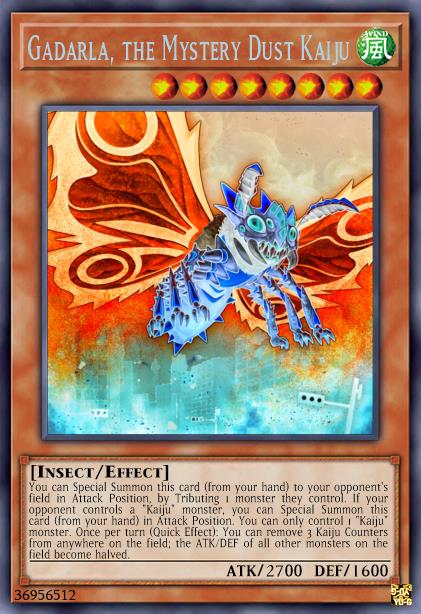 GADARLA, THE MYSTERY DUST KAIJU
WIND
風
[INSECT/EFFECT]
You can Special Summon this card (from your hand) to your opponent's
field in Attack Position, by Tributing 1 monster they control. If your
opponent controls a "Kaiju" monster, you can Special Summon this
card (from your hand) in Attack Position. You can only control 1 "Kaiju"
monster. Once per turn (Quick Effect): You can remove 3 Kaiju Counters
from anywhere on the field; the ATK/DEF of all other monsters on the
field become halved.
ATK/2700 DEF/1600
36956512